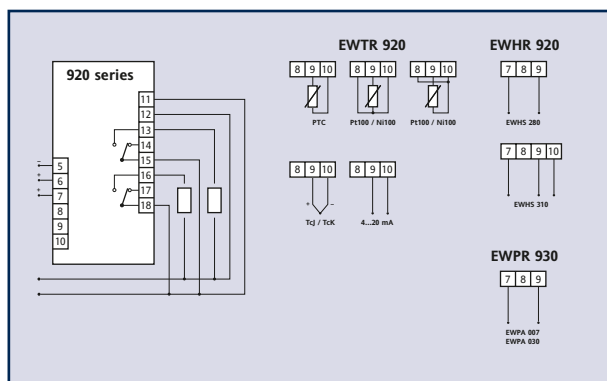 920 series
11
12
13
14
15
16
17
18
−
5
+
6
+
7
8
9
10
EWTR 920
8 9 10
PTC
8 9 10
Pt100 / Ni100
8 9 10
Pt100 / Ni100
8 9 10
+ −
TcJ / TcK
8 9 10
4...20 mA
EWHR 920
7 8 9
EWHS 280
7 8 9 10
EWHS 310
EWPR 930
7 8 9
EWPA 007
EWPA 030